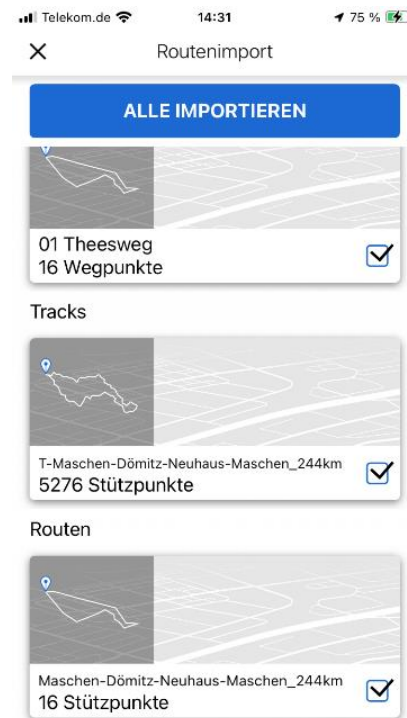 Telekom.de 14:31 75 %
Routenimport
ALLE IMPORTIEREN
01 Theesweg
16 Wegpunkte
Tracks
T-Maschen-Dömitz-Neuhaus-Maschen_244km
5276 Stützpunkte
Routen
Maschen-Dömitz-Neuhaus-Maschen_244km
16 Stützpunkte